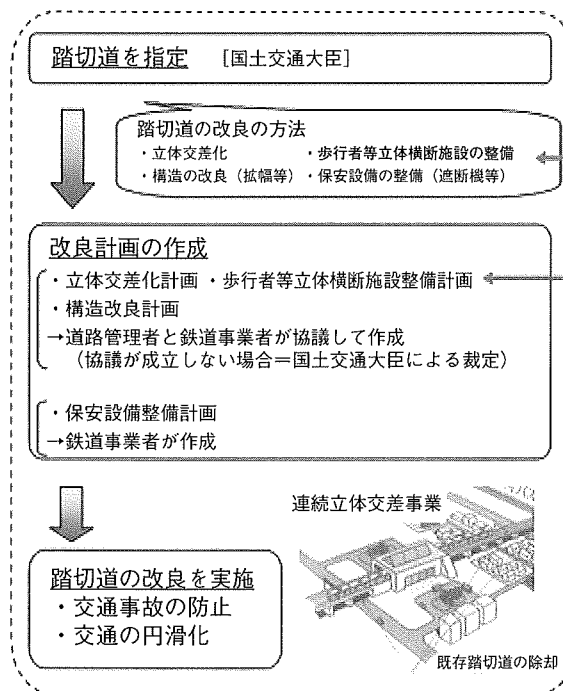 踏切道を指定 [国土交通大臣]
踏切道の改良の方法
・立体交差化 ・歩行者等立体横断施設の整備
・構造の改良（拡幅等）・保安設備の整備（遮断機等）
改良計画の作成
・立体交差化計画 ・歩行者等立体横断施設整備計画
・構造改良計画
→道路管理者と鉄道事業者が協議して作成
（協議が成立しない場合＝国土交通大臣による裁定）
・保安設備整備計画
→鉄道事業者が作成
連続立体交差事業
踏切道の改良を実施
・交通事故の防止
・交通の円滑化
既存踏切道の除却